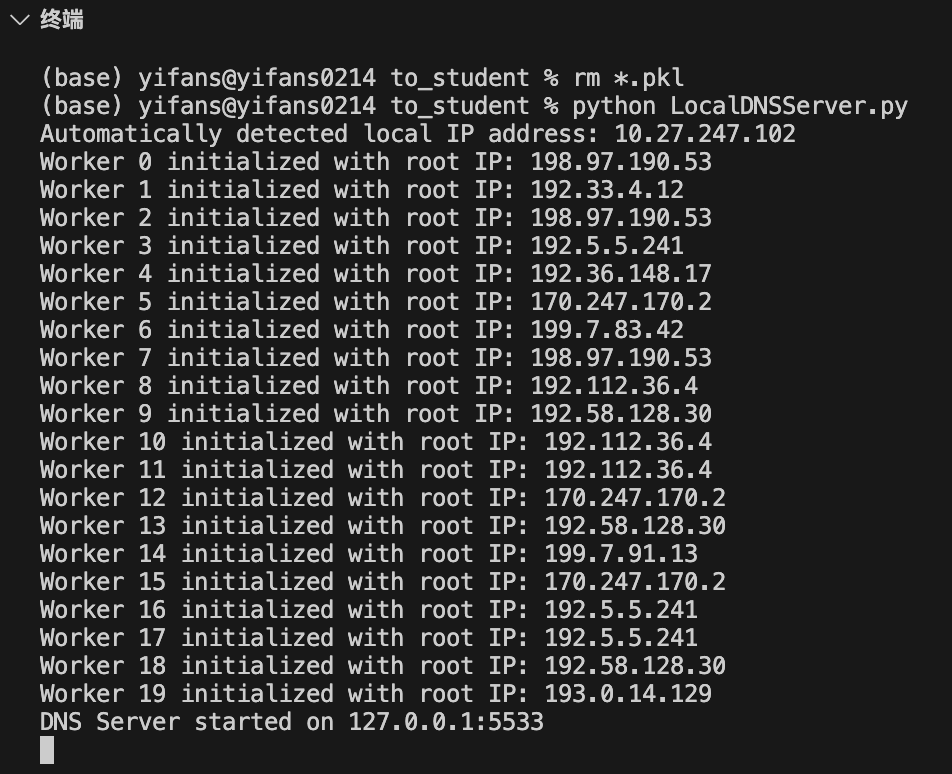 终端
(base) yifans@yifans0214 to_student % rm *.pkl
(base) yifans@yifans0214 to_student % python LocalDNSServer.py
Automatically detected local IP address: 10.27.247.102
Worker 0 initialized with root IP: 198.97.190.53
Worker 1 initialized with root IP: 192.33.4.12
Worker 2 initialized with root IP: 198.97.190.53
Worker 3 initialized with root IP: 192.5.5.241
Worker 4 initialized with root IP: 192.36.148.17
Worker 5 initialized with root IP: 170.247.170.2
Worker 6 initialized with root IP: 199.7.83.42
Worker 7 initialized with root IP: 198.97.190.53
Worker 8 initialized with root IP: 192.112.36.4
Worker 9 initialized with root IP: 192.58.128.30
Worker 10 initialized with root IP: 192.112.36.4
Worker 11 initialized with root IP: 192.112.36.4
Worker 12 initialized with root IP: 170.247.170.2
Worker 13 initialized with root IP: 192.58.128.30
Worker 14 initialized with root IP: 199.7.91.13
Worker 15 initialized with root IP: 170.247.170.2
Worker 16 initialized with root IP: 192.5.5.241
Worker 17 initialized with root IP: 192.5.5.241
Worker 18 initialized with root IP: 192.58.128.30
Worker 19 initialized with root IP: 193.0.14.129
DNS Server started on 127.0.0.1:5533